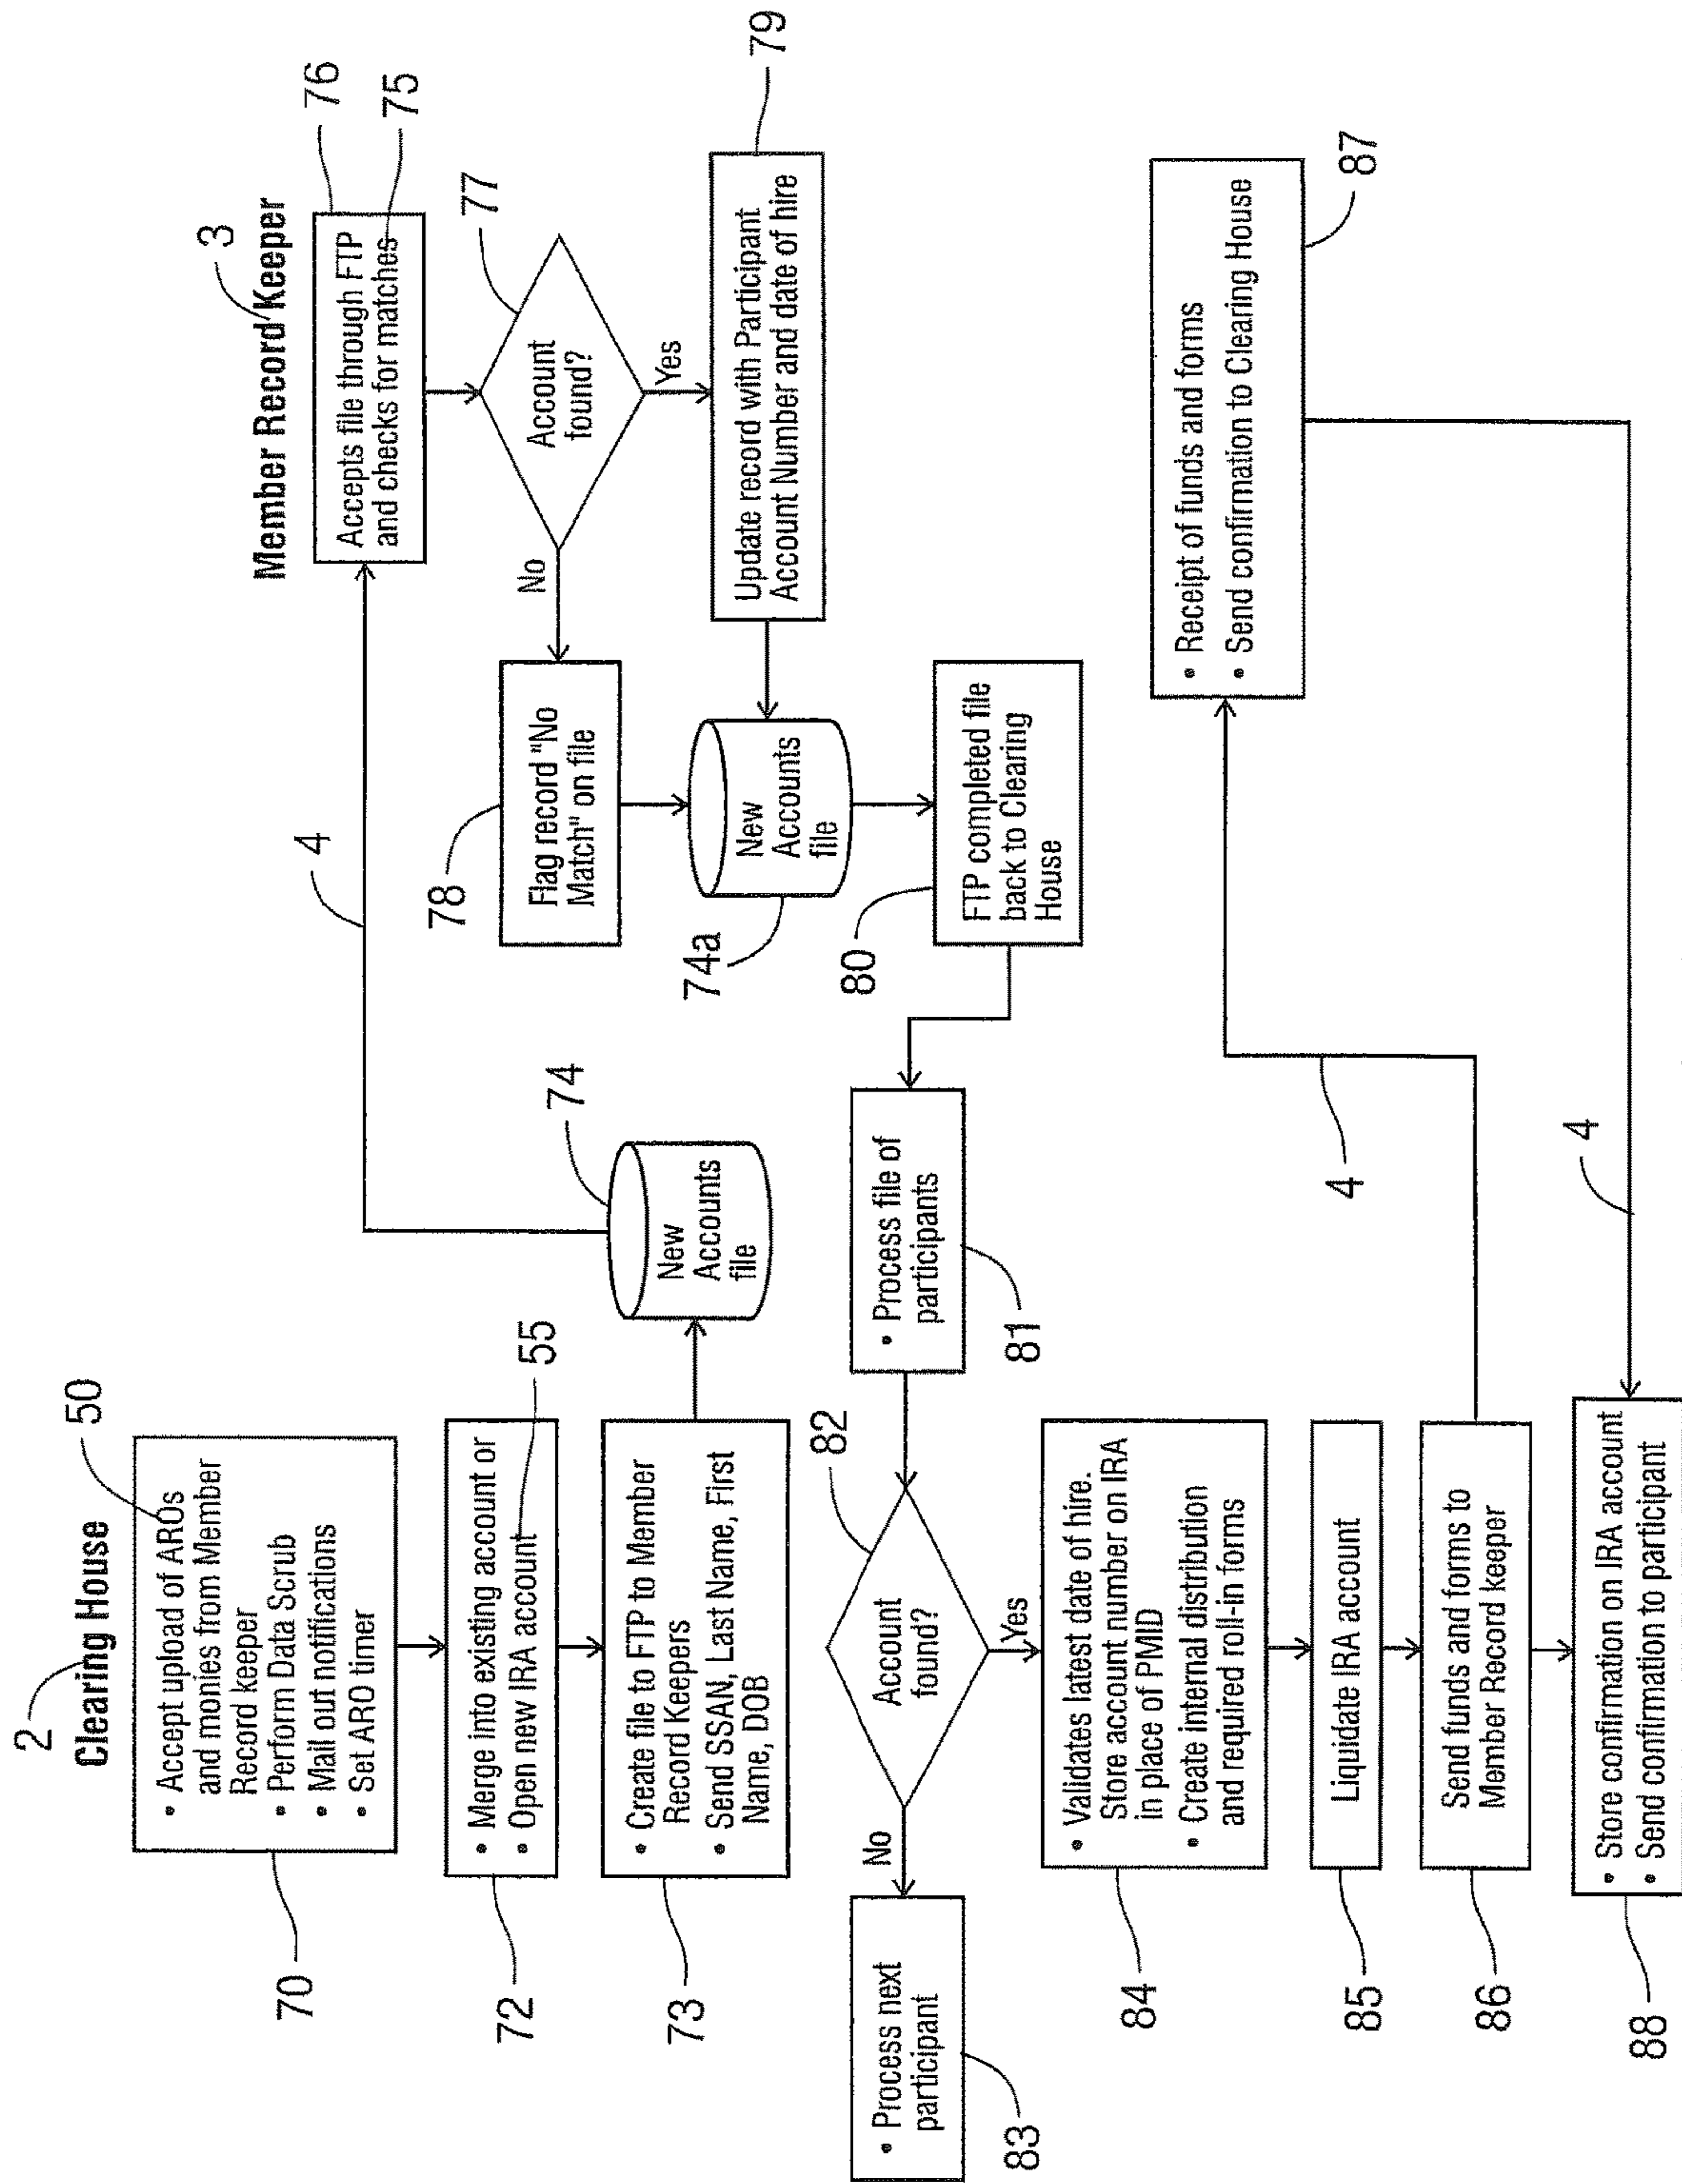 2
Clearing House
50
• Accept upload of AROs
and monies from Member
Record keeper
• Perform Data Scrub
• Mail out notifications
• Set ARO timer
70
• Merge into existing account or
• Open new IRA account
55
72
• Create file to FTP to Member
Record Keepers
• Send SSAN, Last Name, First
Name, DOB
73
New
Accounts
file
74
4
3
Member Record Keeper
76
Accepts file through FTP
and checks for matches
75
77
Account
found?
No
Yes
78
Flag record "No
Match" on file
79
Update record with Participant
Account Number and date of hire
New
Accounts
file
74a
80
FTP completed file
back to Clearing
House
• Process file of
participants
81
82
Account
found?
No
Yes
• Process next
participant
83
• Validates latest date of hire.
Store account number on IRA
in place of PMID
• Create internal distribution
and required roll-in forms
84
Liquidate IRA account
85
Send funds and forms to
Member Record keeper
86
4
• Receipt of funds and forms
• Send confirmation to Clearing House
87
4
• Store confirmation on IRA account
• Send confirmation to participant
88